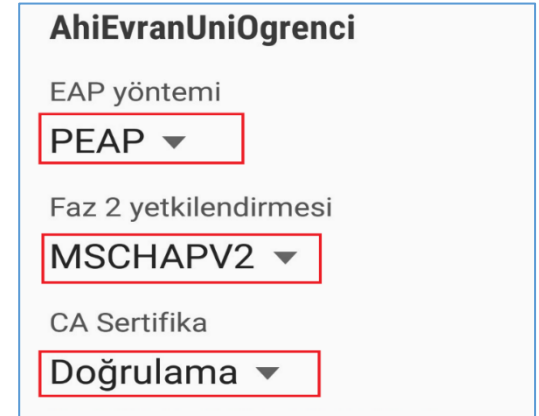 AhiEvranUniOgrenci
EAP yöntemi
PEAP
Faz 2 yetkilendirmesi
MSCHAPV2
CA Sertifika
Doğrulama